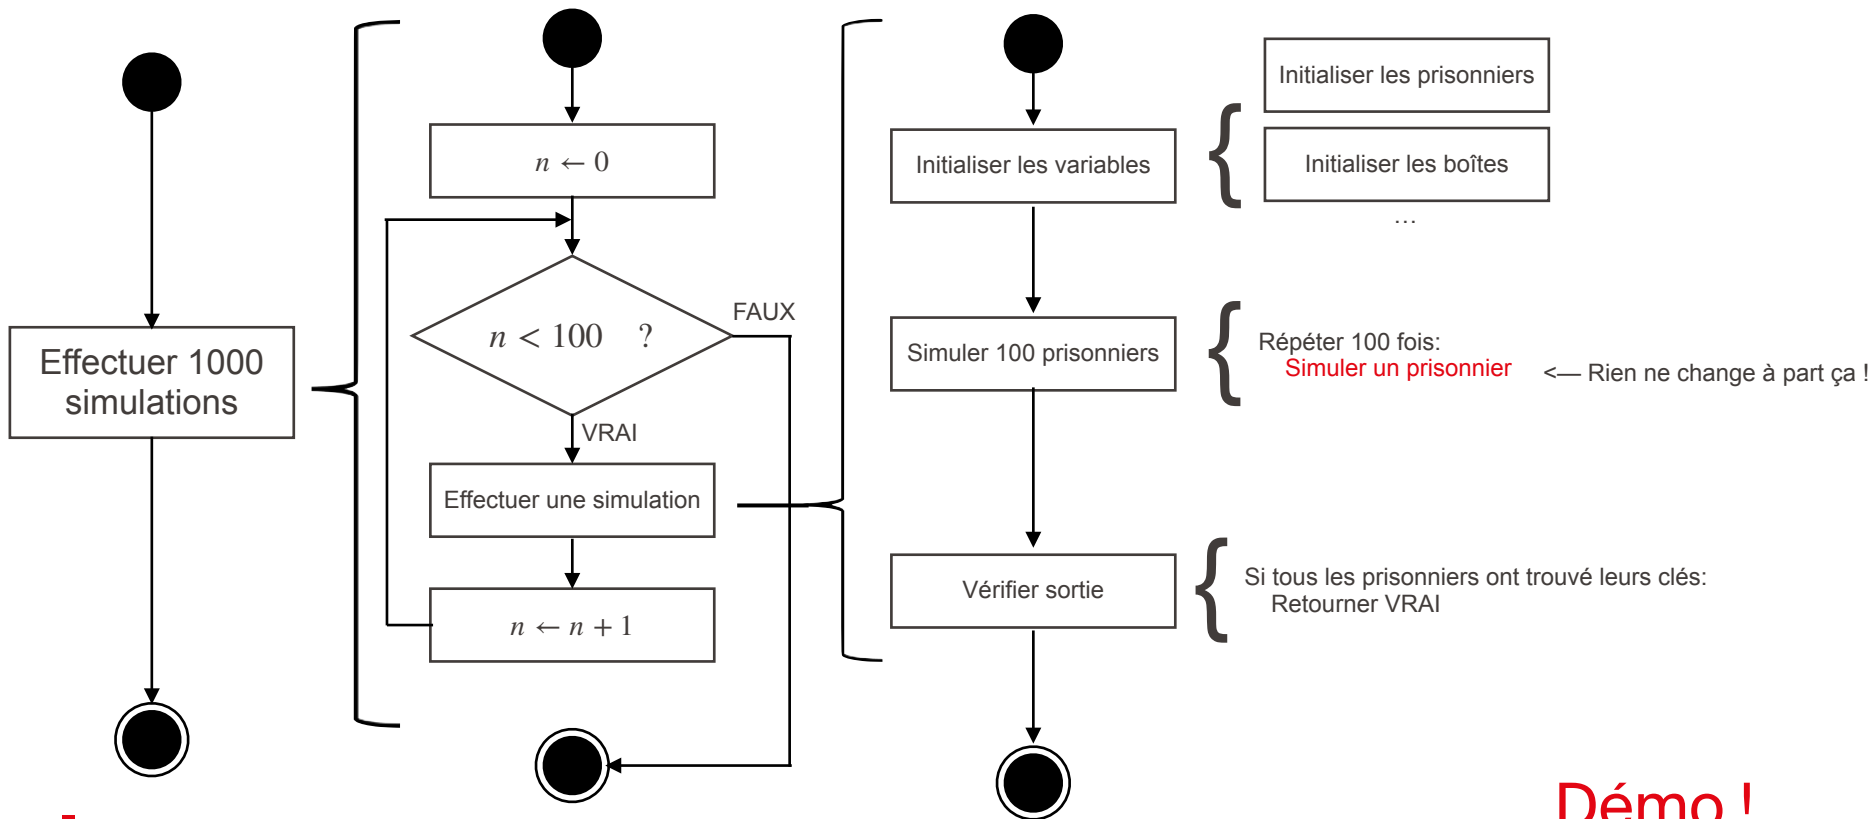 Effectuer 1000
simulations
n ← 0
n < 100 ?
FAUX
VRAI
Effectuer une simulation
n ← n + 1
Initialiser les variables
Initialiser les prisonniers
Initialiser les boîtes
...
Simuler 100 prisonniers
Répéter 100 fois:
Simuler un prisonnier
<— Rien ne change à part ça !
Vérifier sortie
Si tous les prisonniers ont trouvé leurs clés:
Retourner VRAI
Démo !